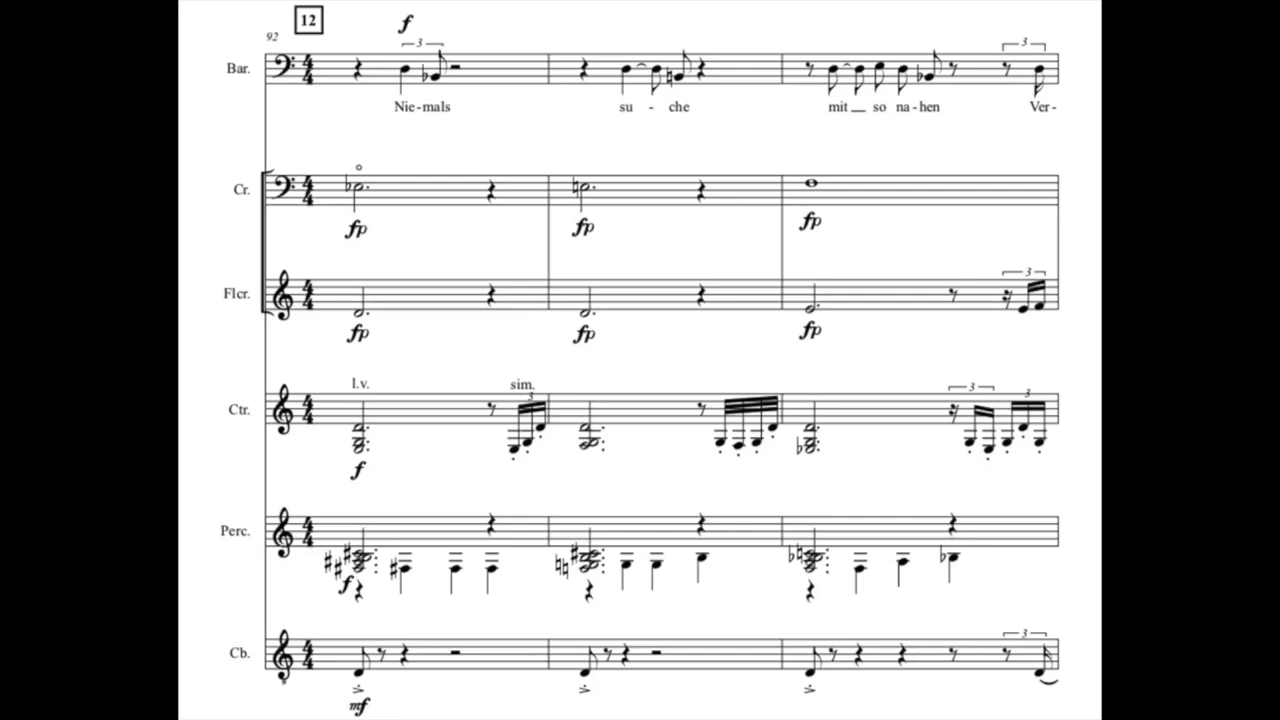 12
f
92
3
3
Bar.
Nie-mals su - che mit so na-hen Ver-
Cr.
fp fp fp
3
Flcr.
fp fp fp
l.v. sim. 3 3 3
Ctr.
f
Perc.
f
3
Cb.
mf